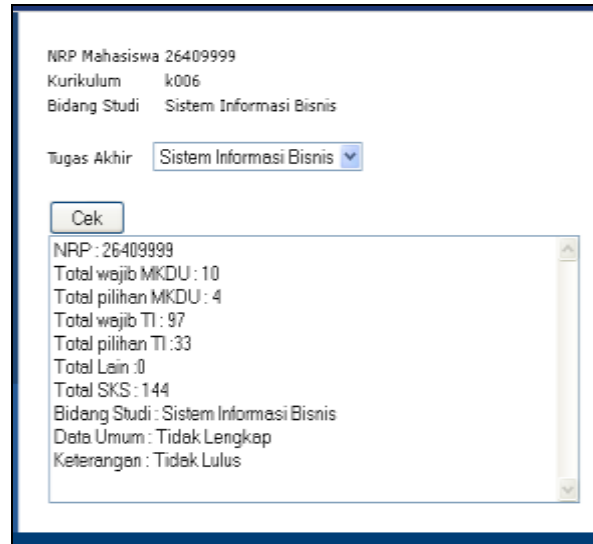 NRP Mahasiswa 26409999
Kurikulum k006
Bidang Studi Sistem Informasi Bisnis
Tugas Akhir Sistem Informasi Bisnis
Cek
NRP : 26409999
Total wajib MKDU : 10
Total pilihan MKDU : 4
Total wajib TI : 97
Total pilihan TI :33
Total Lain :0
Total SKS : 144
Bidang Studi : Sistem Informasi Bisnis
Data Umum : Tidak Lengkap
Keterangan : Tidak Lulus